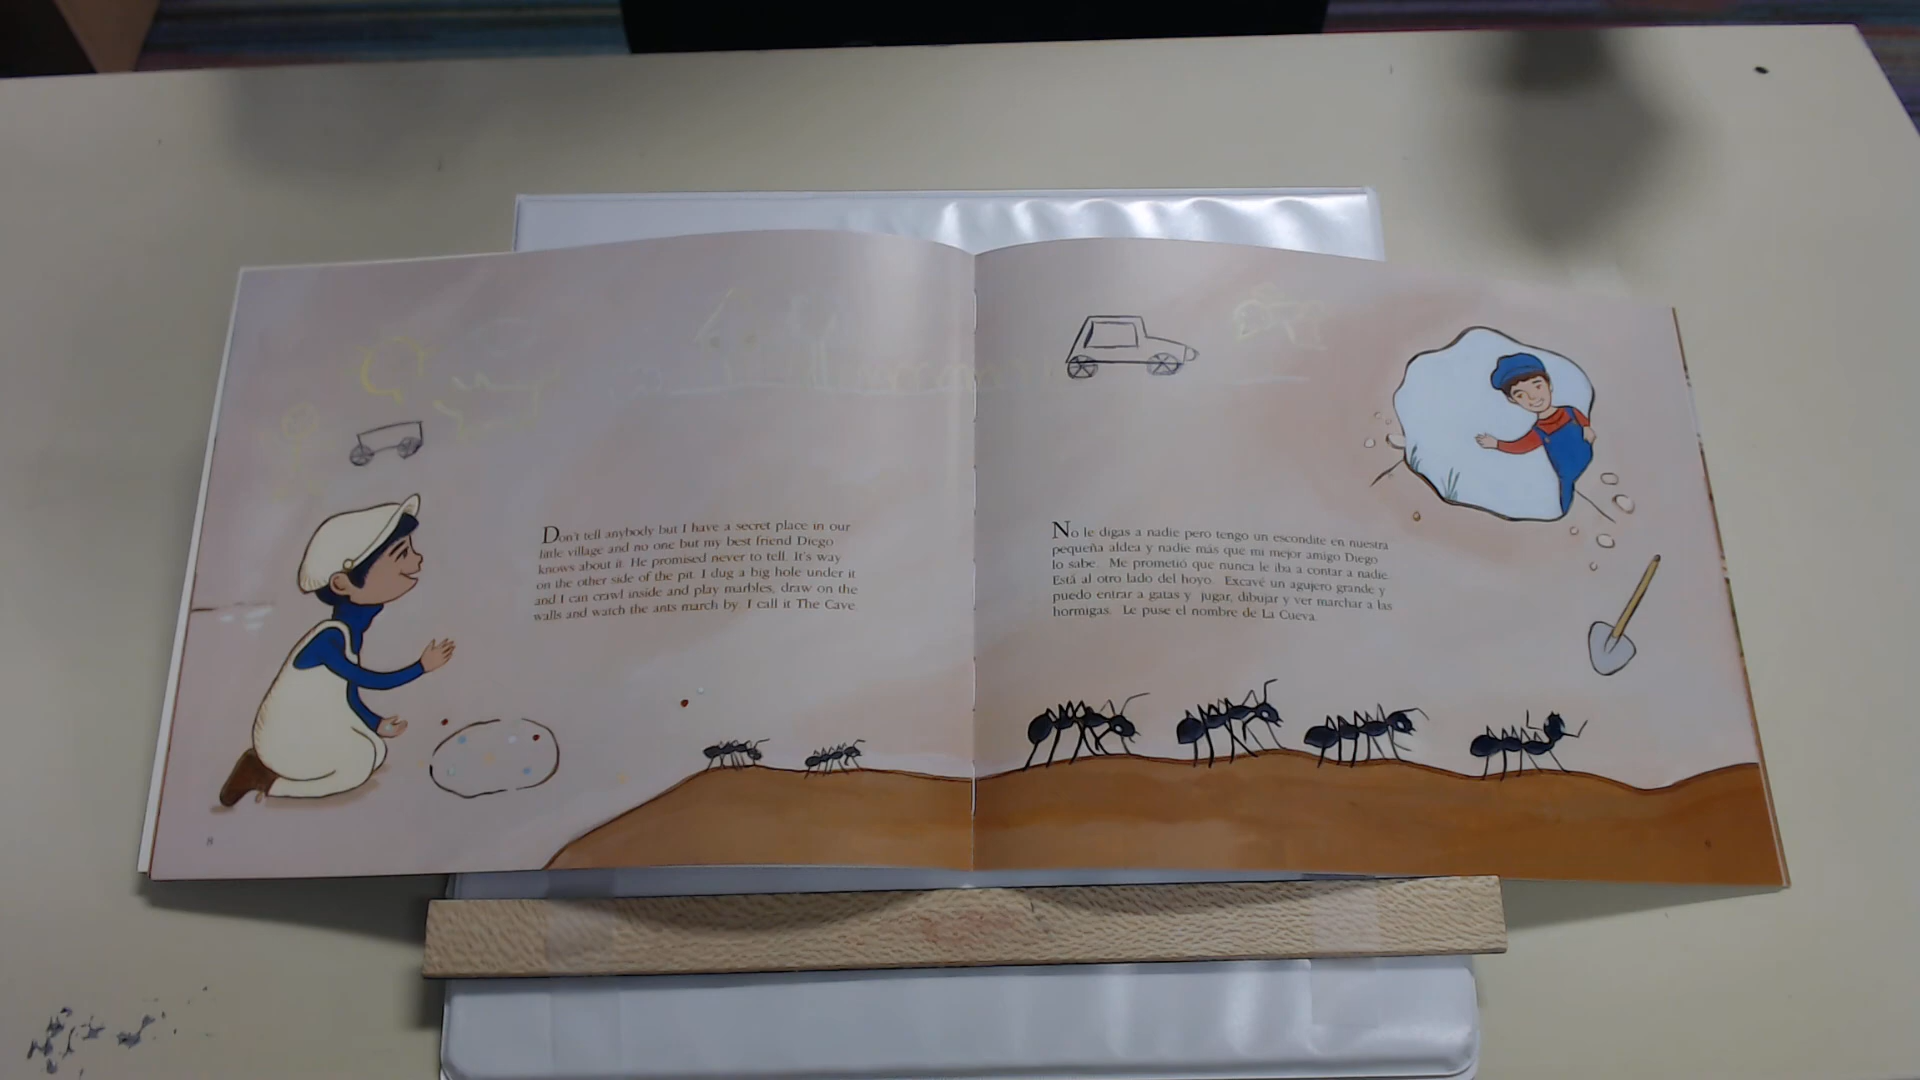 Don't tell anybody but I have a secret place in our
little village and no one but my best friend Diego
knows about it. He promised never to tell. It's way
on the other side of the pit. I dug a big hole under it
and I can crawl inside and play marbles, draw on the
walls and watch the ants march by. I call it The Cave.
8
No le digas a nadie pero tengo un escondite en nuestra
pequeña aldea y nadie más que mi mejor amigo Diego
lo sabe. Me prometió que nunca le iba a contar a nadie.
Está al otro lado del hoyo. Excavé un agujero grande y
puedo entrar a gatas y jugar, dibujar y ver marchar a las
hormigas. Le puse el nombre de La Cueva.